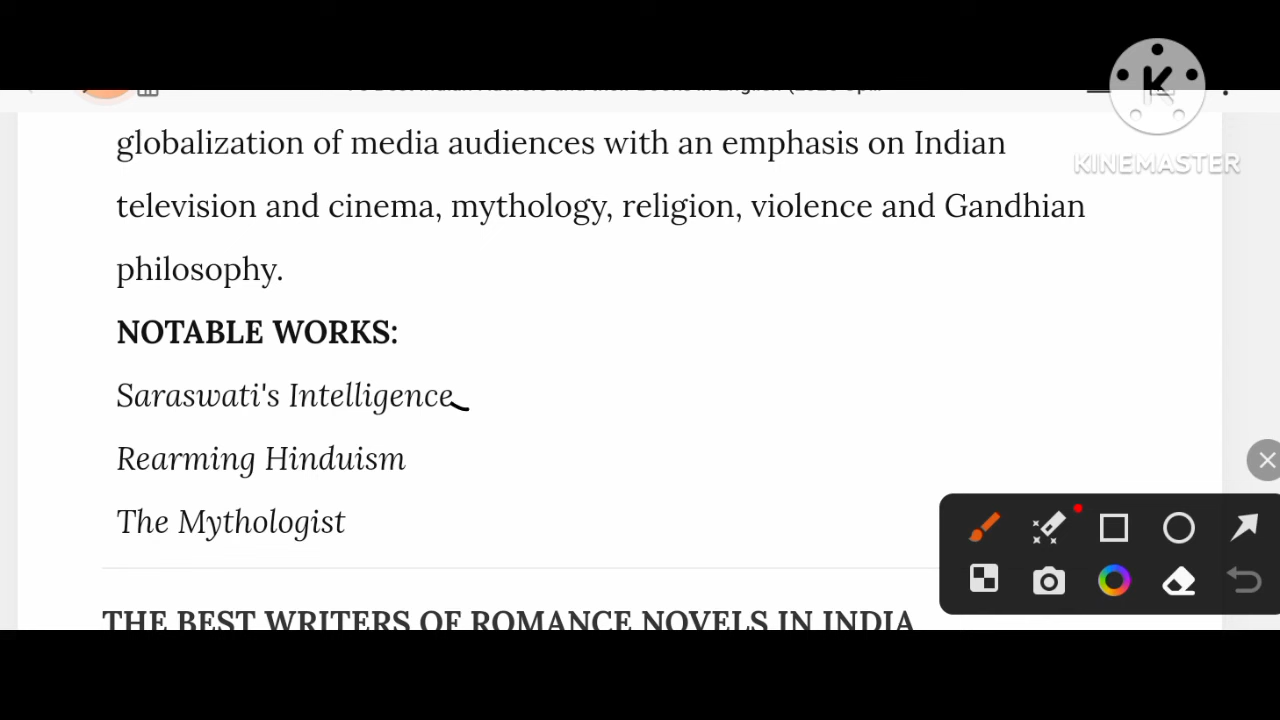 KINEMASTER
globalization of media audiences with an emphasis on Indian
television and cinema, mythology, religion, violence and Gandhian
philosophy.
NOTABLE WORKS:
Saraswati's Intelligence
Rearming Hinduism
The Mythologist
THE BEST WRITERS OF ROMANCE NOVELS IN INDIA